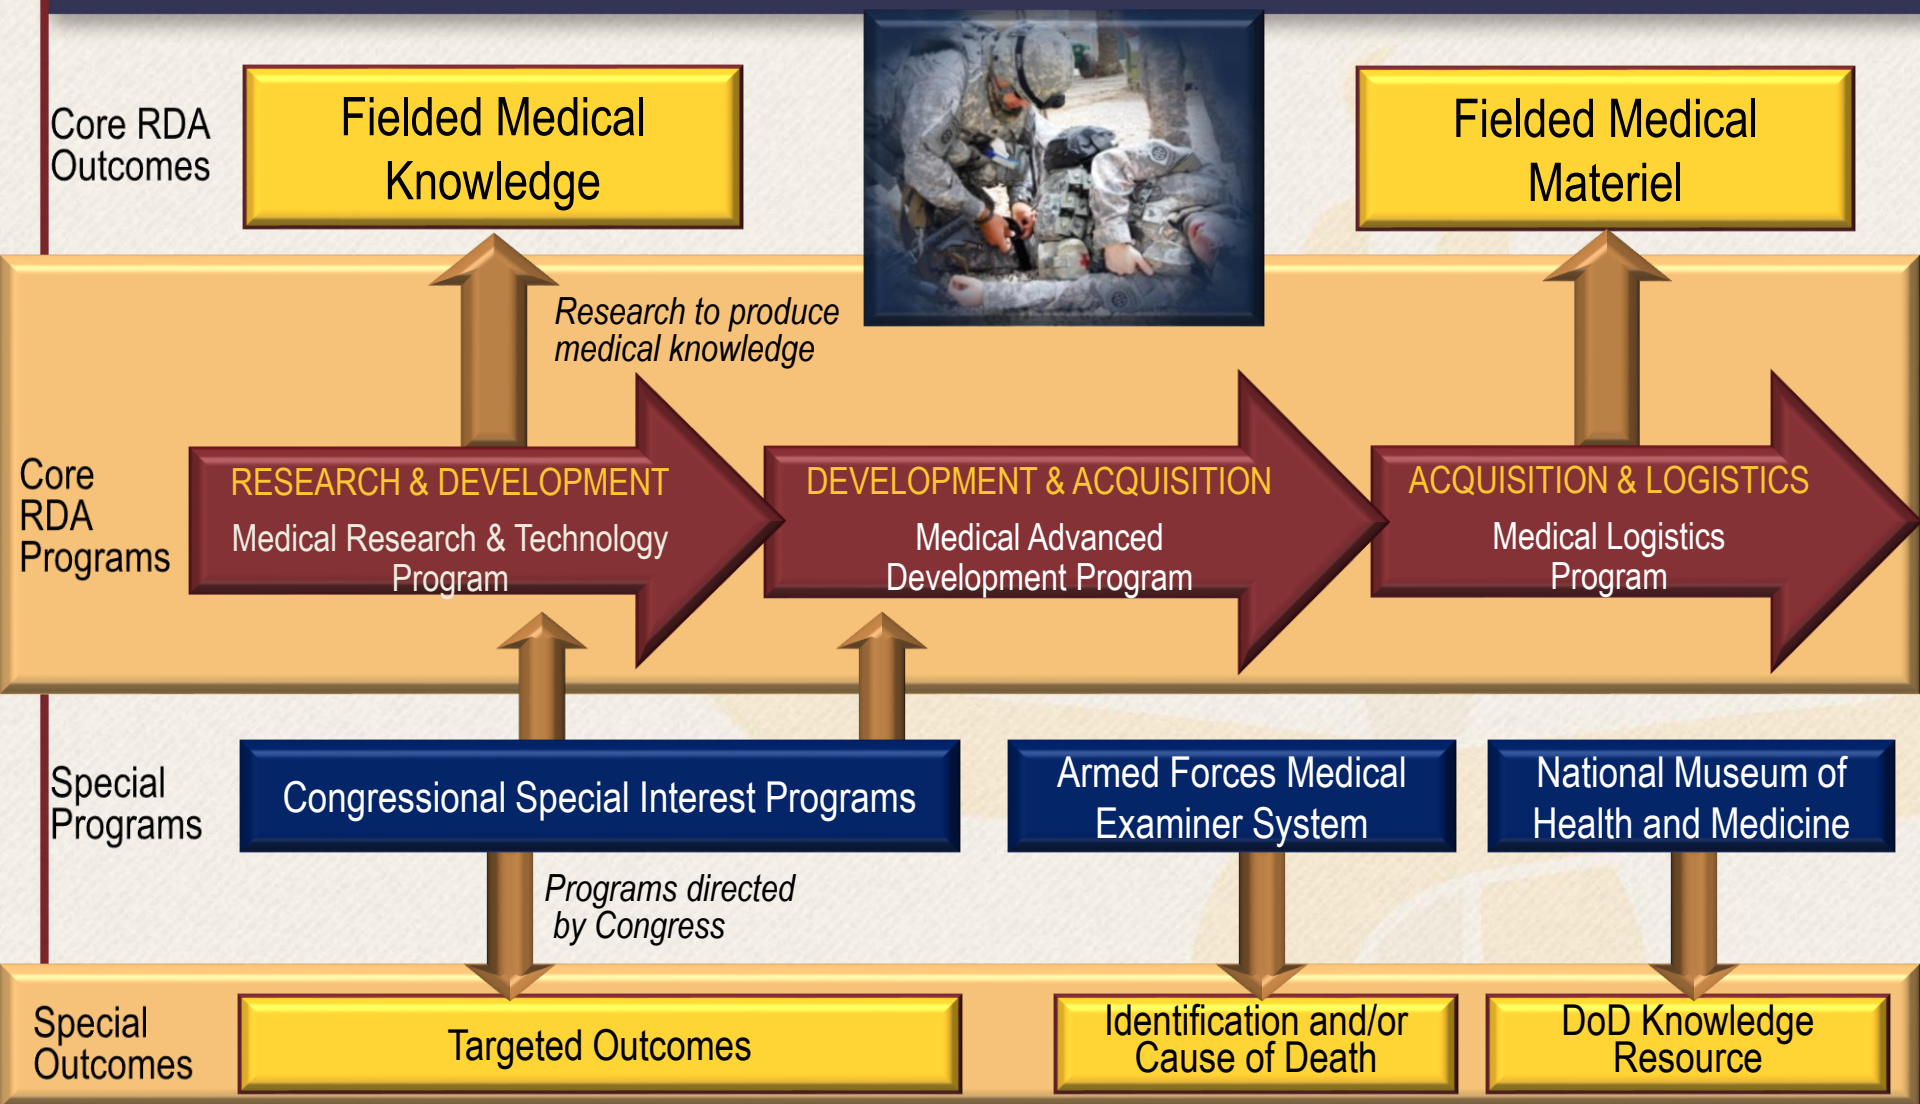 Core RDA
Outcomes
Fielded Medical
Knowledge
Fielded Medical
Materiel
Research to produce
medical knowledge
Core
RDA
Programs
RESEARCH & DEVELOPMENT
Medical Research & Technology
Program
DEVELOPMENT & ACQUISITION
Medical Advanced
Development Program
ACQUISITION & LOGISTICS
Medical Logistics
Program
Special
Programs
Congressional Special Interest Programs
Armed Forces Medical
Examiner System
National Museum of
Health and Medicine
Programs directed
by Congress
Special
Outcomes
Targeted Outcomes
Identification and/or
Cause of Death
DoD Knowledge
Resource